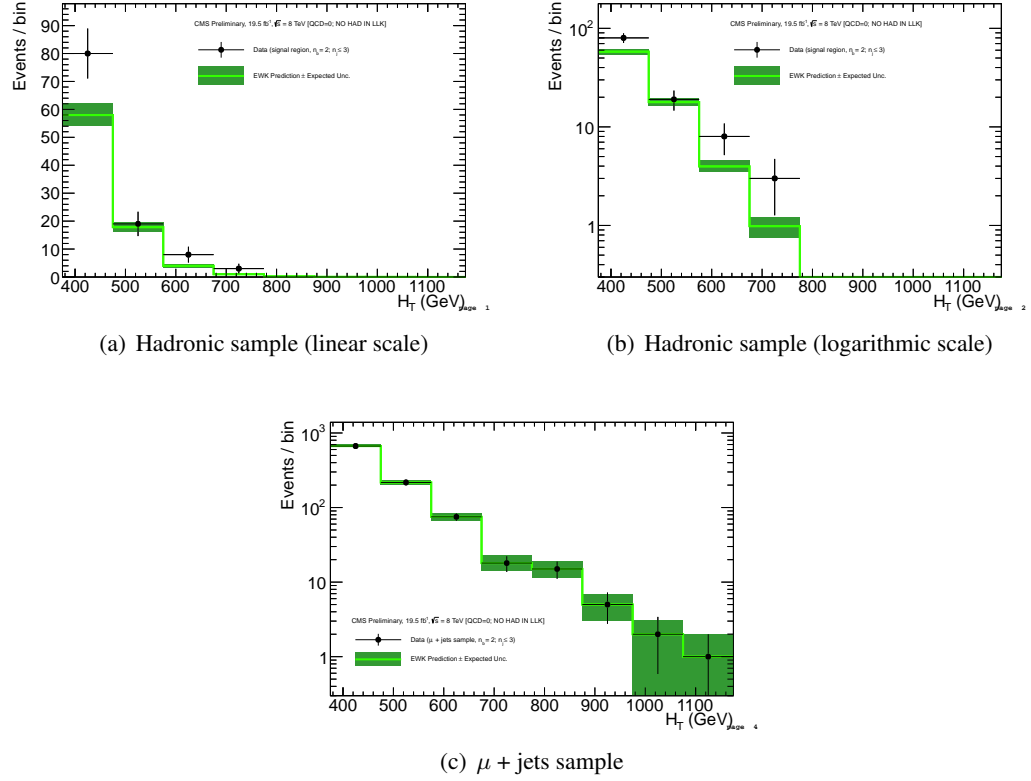 Events / bin
90
80
70
60
50
40
30
20
10
0
CMS Preliminary, 19.5 fb⁻¹, √s = 8 TeV [QCD=0; NO HAD IN LLK]
Data (signal region, n_b = 2; n_j ≤ 3)
EWK Prediction ± Expected Unc.
400 500 600 700 800 900 1000 1100
H_T (GeV)
page 1
(a) Hadronic sample (linear scale)
Events / bin
10²
10
1
CMS Preliminary, 19.5 fb⁻¹, √s = 8 TeV [QCD=0; NO HAD IN LLK]
Data (signal region, n_b = 2; n_j ≤ 3)
EWK Prediction ± Expected Unc.
400 500 600 700 800 900 1000 1100
H_T (GeV)
page 2
(b) Hadronic sample (logarithmic scale)
Events / bin
10³
10²
10
1
CMS Preliminary, 19.5 fb⁻¹, √s = 8 TeV [QCD=0; NO HAD IN LLK]
Data (μ + jets sample, n_b = 2; n_j ≤ 3)
EWK Prediction ± Expected Unc.
400 500 600 700 800 900 1000 1100
H_T (GeV)
page 4
(c) μ + jets sample